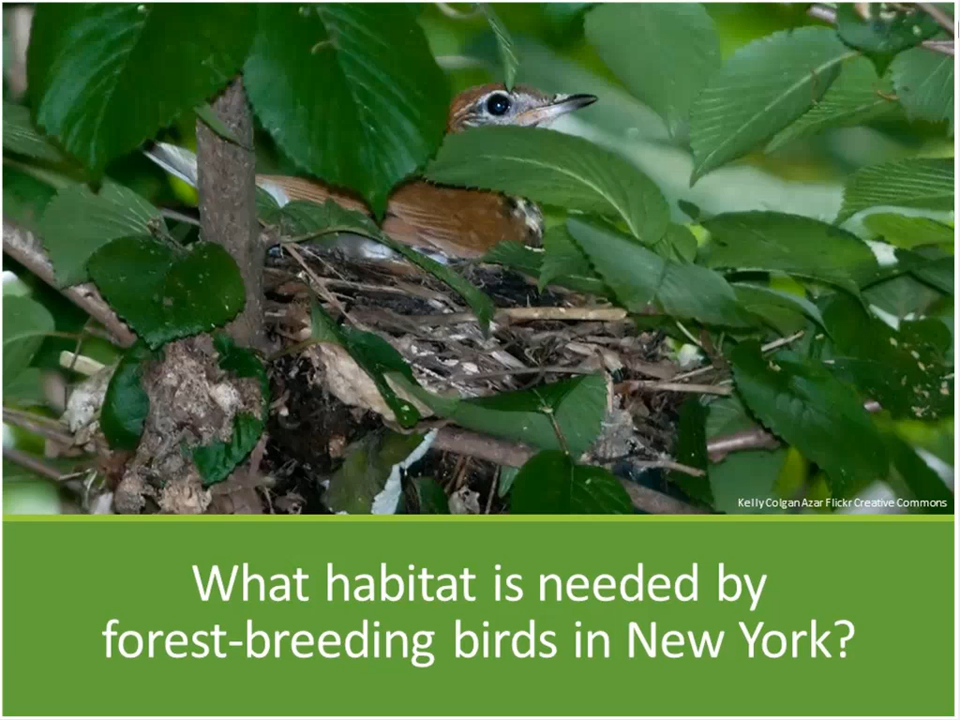 Kelly Colgan Azar Flickr Creative Commons
What habitat is needed by
forest-breeding birds in New York?